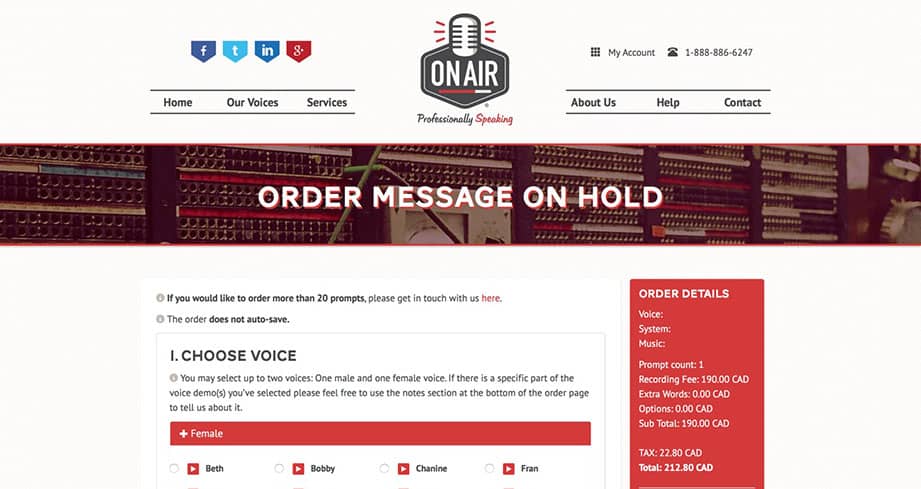 f t in g+
ON AIR
Professionally Speaking
My Account 1-888-886-6247
Home Our Voices Services
About Us Help Contact
ORDER MESSAGE ON HOLD
If you would like to order more than 20 prompts, please get in touch with us here.
The order does not auto-save.
1. CHOOSE VOICE
You may select up to two voices: One male and one female voice. If there is a specific part of the
voice demo(s) you've selected please feel free to use the notes section at the bottom of the order page
to tell us about it.
+ Female
Beth Bobby Chanine Fran
ORDER DETAILS
Voice:
System:
Music:
Prompt count: 1
Recording Fee: 190.00 CAD
Extra Words: 0.00 CAD
Options: 0.00 CAD
Sub Total: 190.00 CAD
TAX: 22.80 CAD
Total: 212.80 CAD